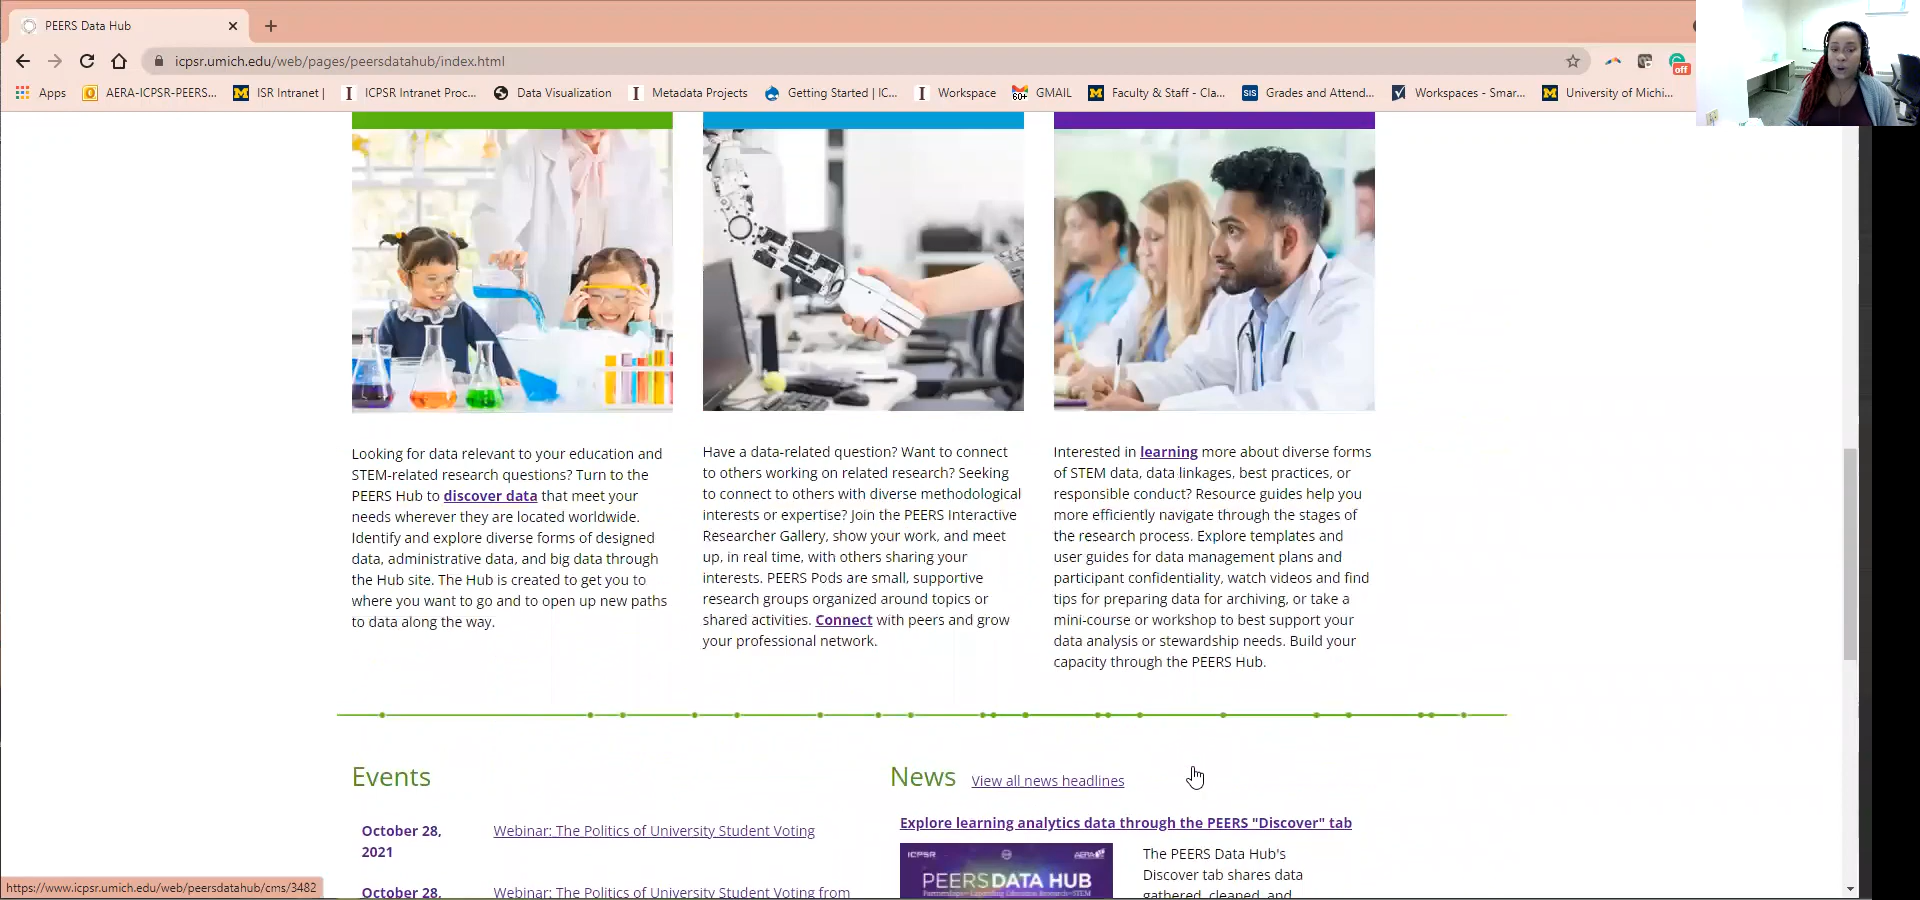 PEERS Data Hub
icpsr.umich.edu/web/pages/peersdatahub/index.html
off
Apps
AERA-ICPSR-PEERS...
ISR Intranet |
ICPSR Intranet Proc...
Data Visualization
Metadata Projects
Getting Started | IC...
Workspace
60+
GMAIL
Faculty & Staff - Cla...
SIS
Grades and Attend...
Workspaces - Smar...
University of Michi...
Looking for data relevant to your education and
STEM-related research questions? Turn to the
PEERS Hub to discover data that meet your
needs wherever they are located worldwide.
Identify and explore diverse forms of designed
data, administrative data, and big data through
the Hub site. The Hub is created to get you to
where you want to go and to open up new paths
to data along the way.
Have a data-related question? Want to connect
to others working on related research? Seeking
to connect to others with diverse methodological
interests or expertise? Join the PEERS Interactive
Researcher Gallery, show your work, and meet
up, in real time, with others sharing your
interests. PEERS Pods are small, supportive
research groups organized around topics or
shared activities. Connect with peers and grow
your professional network.
Interested in learning more about diverse forms
of STEM data, data linkages, best practices, or
responsible conduct? Resource guides help you
more efficiently navigate through the stages of
the research process. Explore templates and
user guides for data management plans and
participant confidentiality, watch videos and find
tips for preparing data for archiving, or take a
mini-course or workshop to best support your
data analysis or stewardship needs. Build your
capacity through the PEERS Hub.
Events
October 28,
2021
Webinar: The Politics of University Student Voting
October 28,
Webinar: The Politics of University Student Voting from
News
View all news headlines
Explore learning analytics data through the PEERS "Discover" tab
ICPSR
AERA
PEERS DATA HUB
The PEERS Data Hub's
Discover tab shares data
gathered, cleaned, and
https://www.icpsr.umich.edu/web/peersdatahub/cms/3482